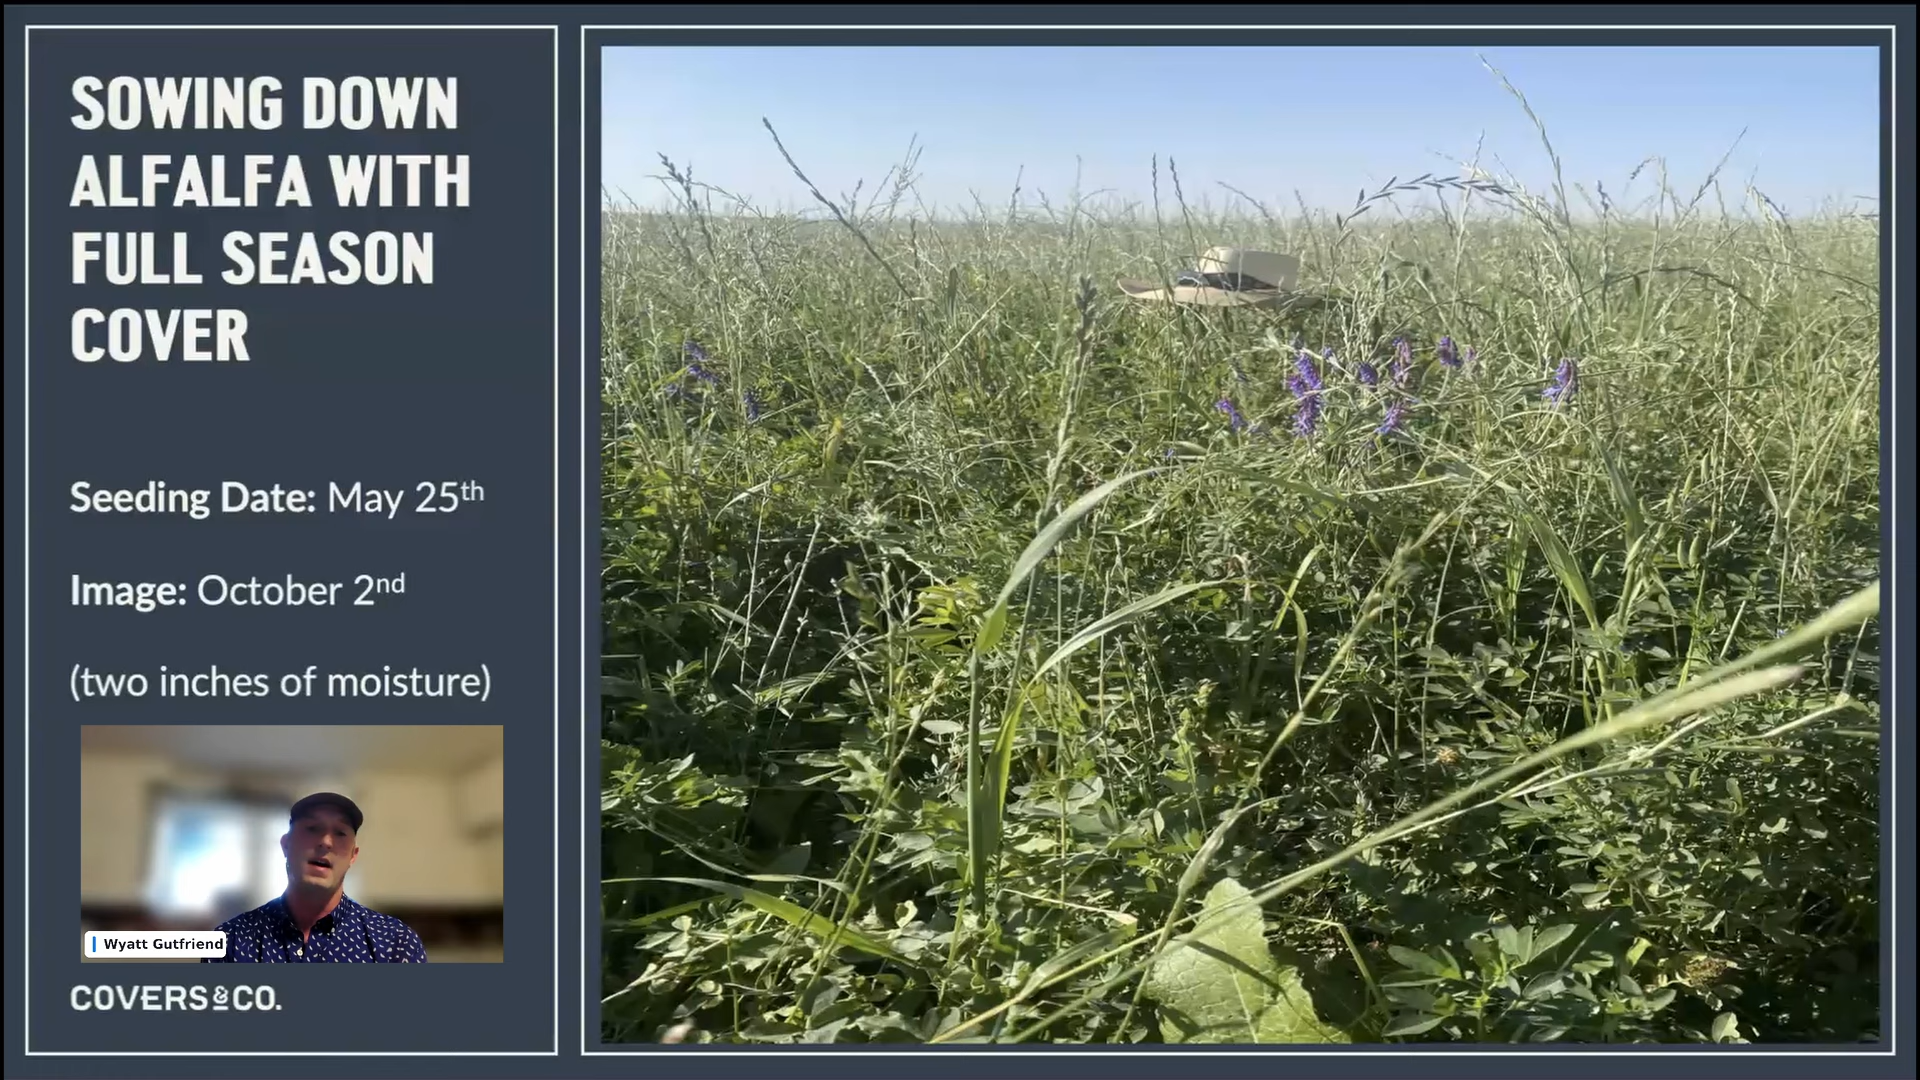 SOWING DOWN
ALFALFA WITH
FULL SEASON
COVER
Seeding Date: May 25th
Image: October 2nd
(two inches of moisture)
Wyatt Gutfriend
COVERS&CO.